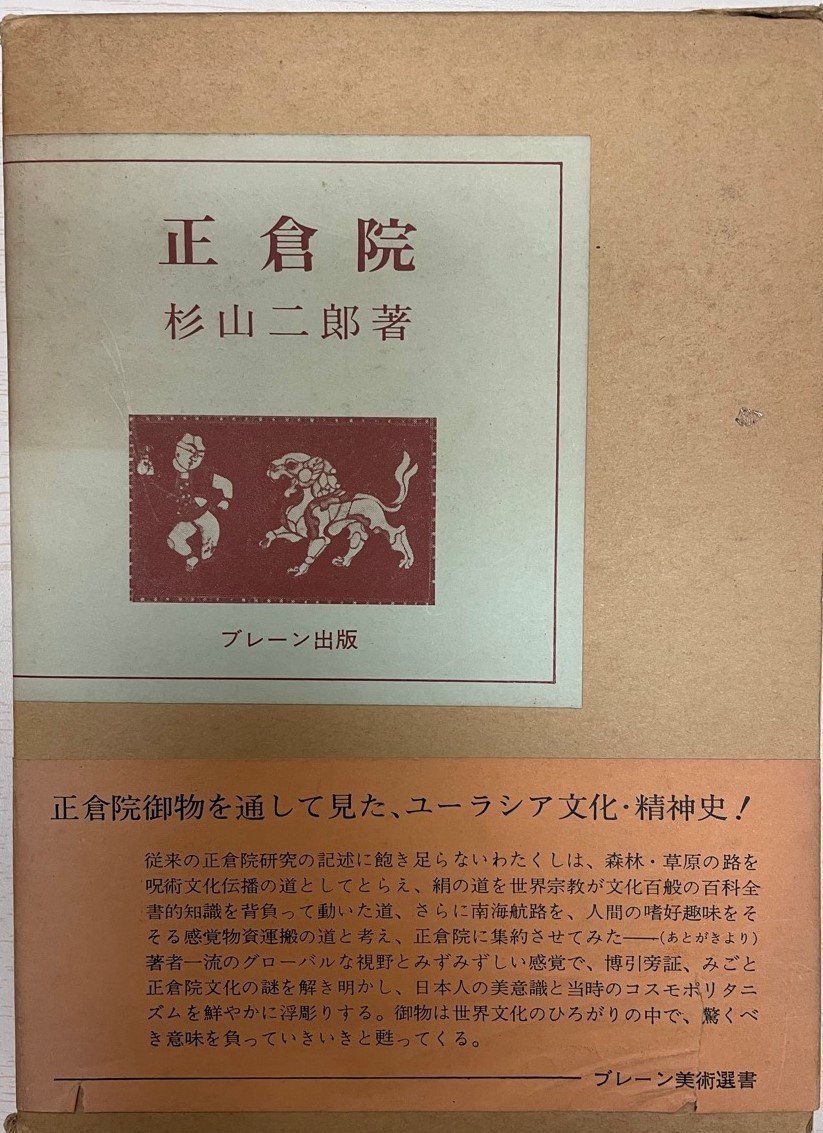 正倉院
杉山二郎著
ブレーン出版
正倉院御物を通して見た、ユーラシア文化・精神史!
従来の正倉院研究の記述に飽き足らないわたくしは、森林・草原の路を
呪術文化伝播の道としてとらえ、絹の道を世界宗教が文化百般の百科全
書的知識を背負って動いた道、さらに南海航路を、人間の嗜好趣味をそ
そる感覚物資運搬の道と考え、正倉院に集約させてみた――(あとがきより)
著者一流のグローバルな視野とみずみずしい感覚で、博引旁証、みごと
正倉院文化の謎を解き明かし、日本人の美意識と当時のコスモポリタニ
ズムを鮮やかに浮彫りする。御物は世界文化のひろがりの中で、驚くべ
き意味を負っていきいきと甦ってくる。
ブレーン美術選書